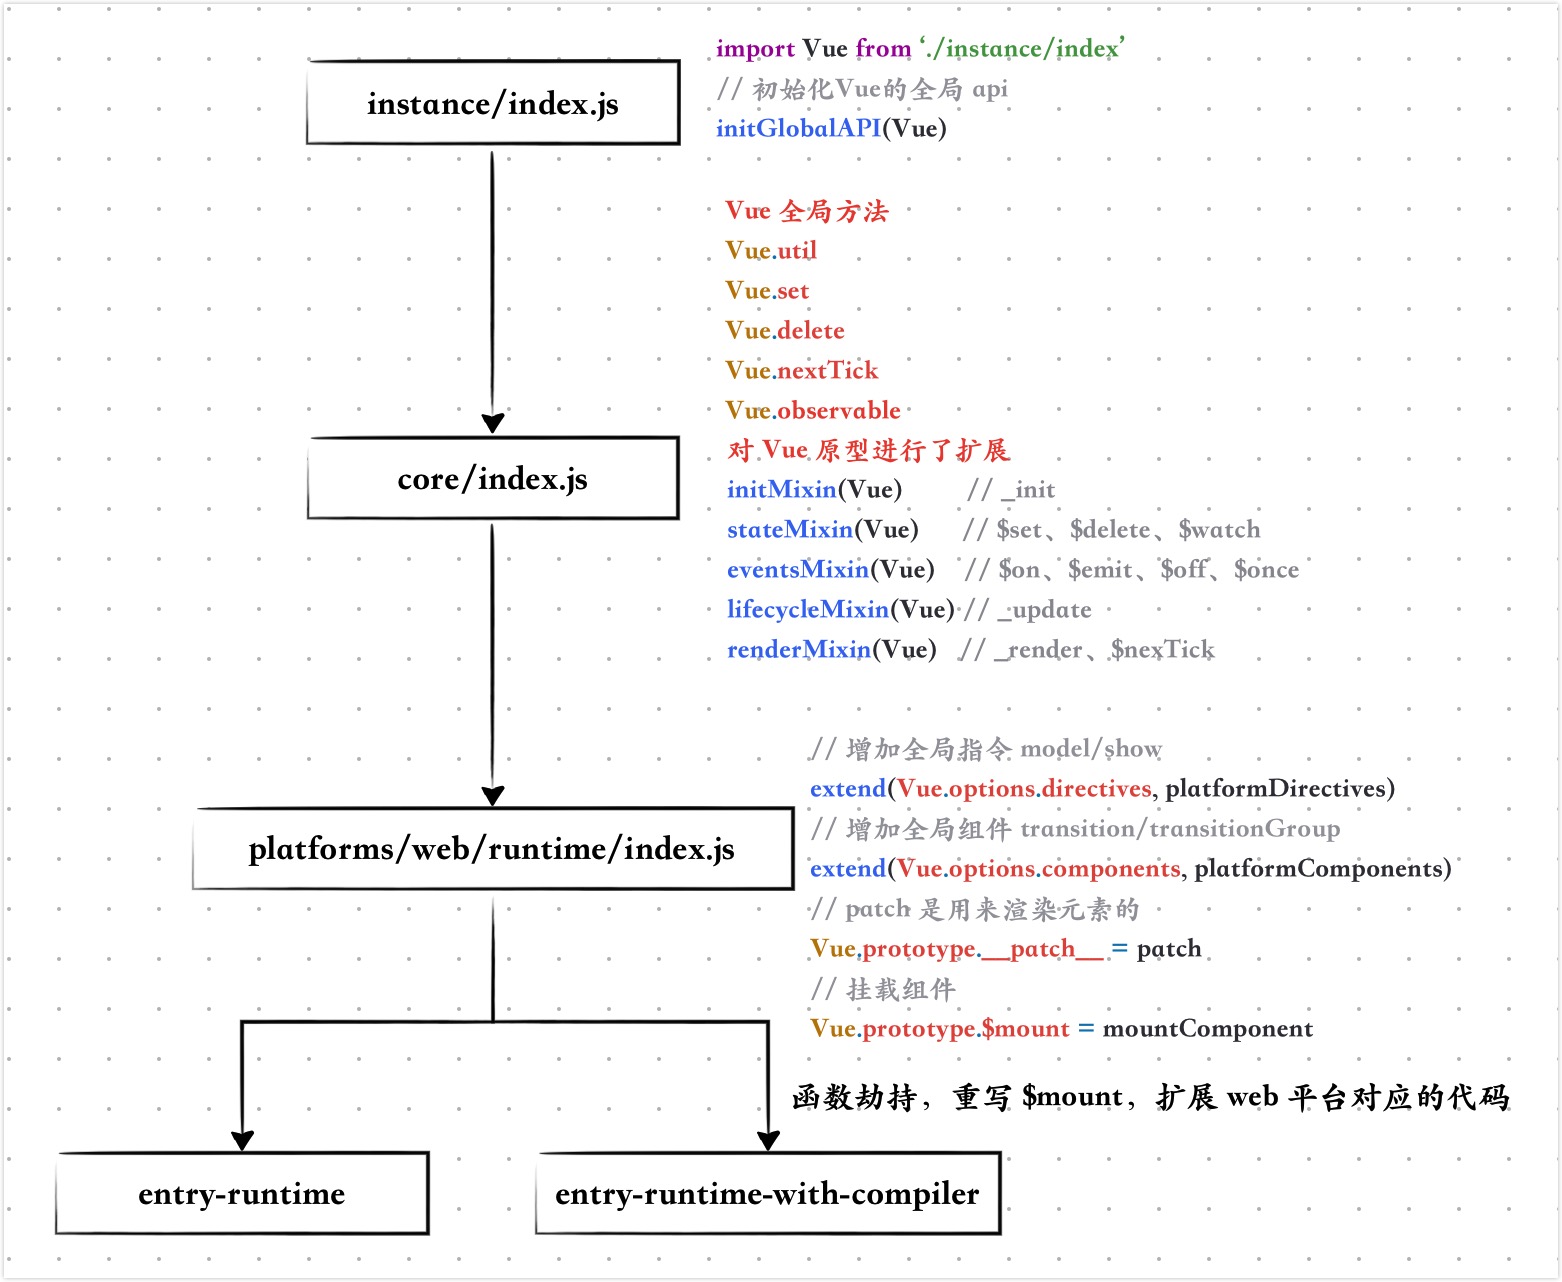 instance/index.js
import Vue from ‘./instance/index’
// 初始化Vue的全局 api
initGlobalAPI(Vue)
Vue 全局方法
Vue.util
Vue.set
Vue.delete
Vue.nextTick
Vue.observable
对 Vue 原型进行了扩展
core/index.js
initMixin(Vue) // _init
stateMixin(Vue) // $set、$delete、$watch
eventsMixin(Vue) // $on、$emit、$off、$once
lifecycleMixin(Vue) // _update
renderMixin(Vue) // _render、$nexTick
// 增加全局指令 model/show
extend(Vue.options.directives, platformDirectives)
// 增加全局组件 transition/transitionGroup
platforms/web/runtime/index.js
extend(Vue.options.components, platformComponents)
// patch 是用来渲染元素的
Vue.prototype.__patch__ = patch
// 挂载组件
Vue.prototype.$mount = mountComponent
函数劫持，重写 $mount，扩展 web 平台对应的代码
entry-runtime
entry-runtime-with-compiler